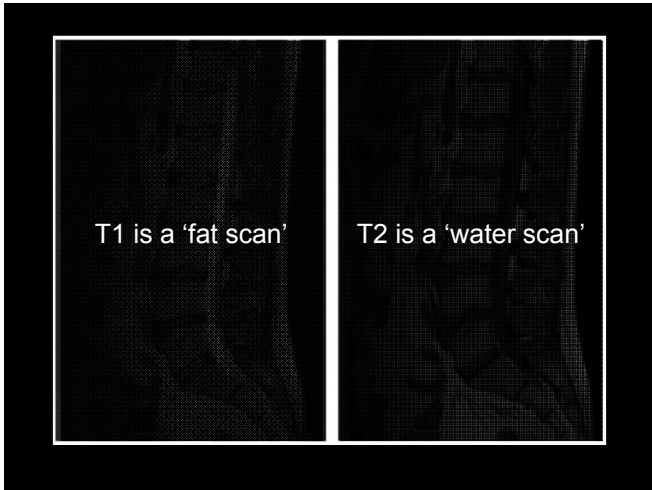 T1 is a ‘fat scan’
T2 is a ‘water scan’